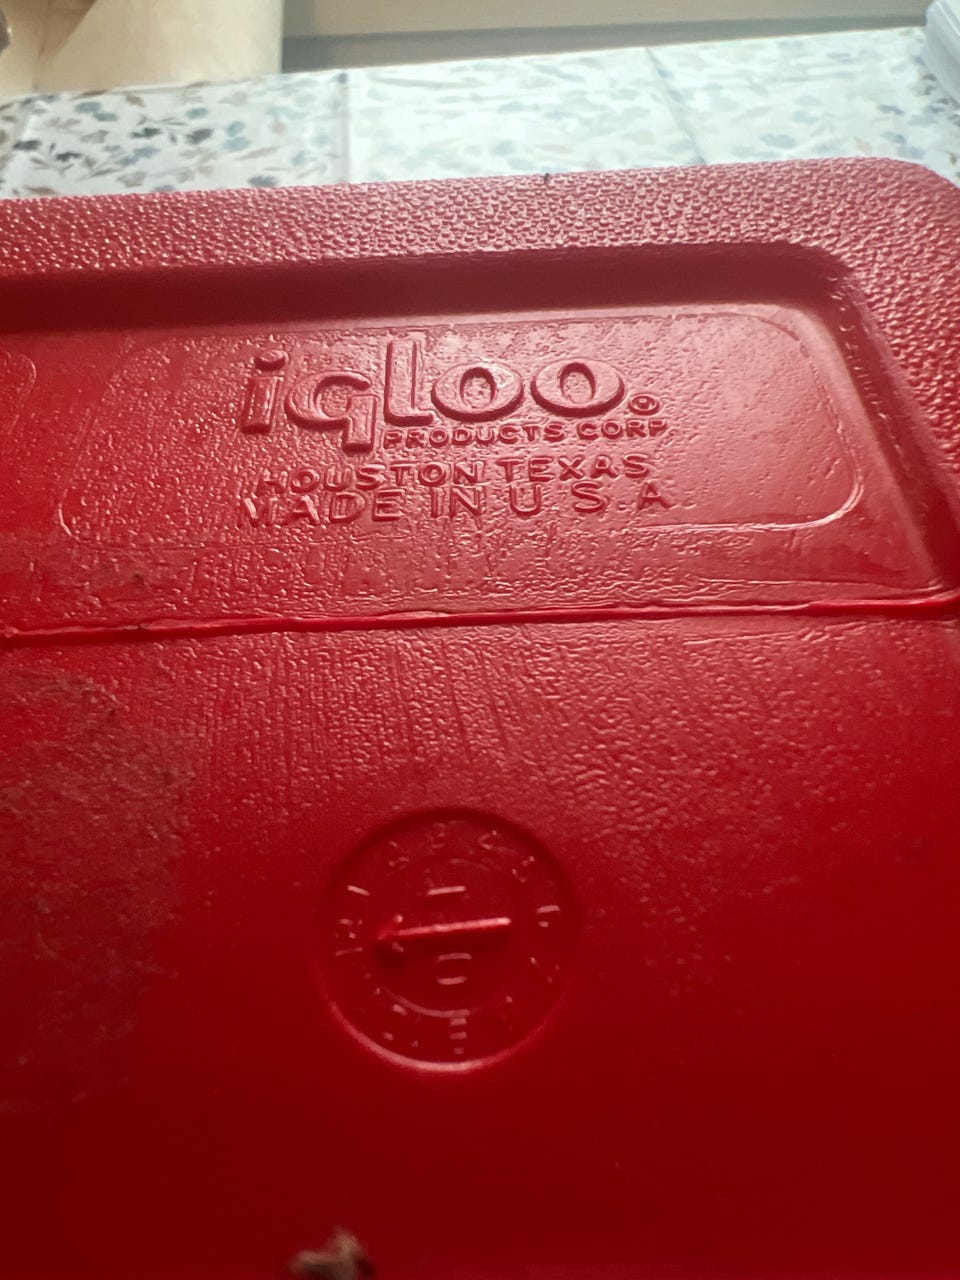 igloo®
PRODUCTS CORP.
HOUSTON TEXAS
MADE IN U.S.A